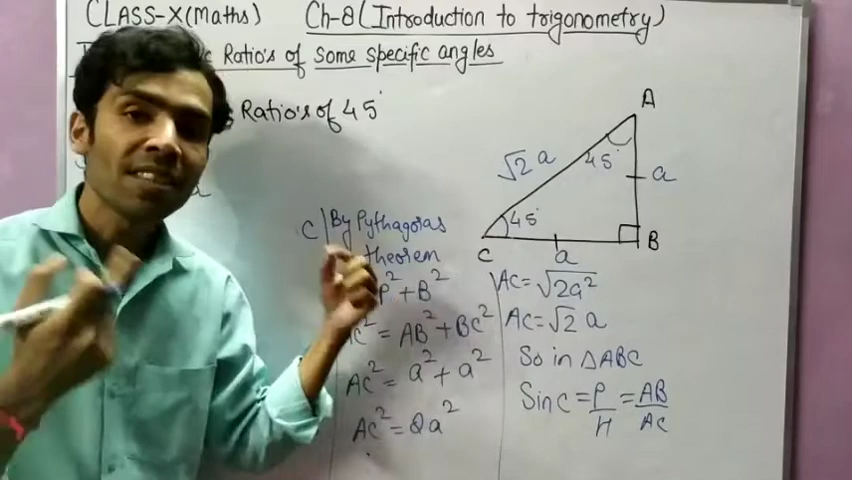 CLASS-X(Maths) Ch-8(Introduction to trigonometry)
Ratio's of Some specific angles
Ratio's of 45°
A
√2 a
45°
a
45°
C
a
B
C By Pythagoras
theorem
P² + B²
AC² = AB² + BC²
AC² = a² + a²
AC² = 2a²
AC = √2a²
AC = √2 a
So in △ABC
Sin C = P/H = AB/AC